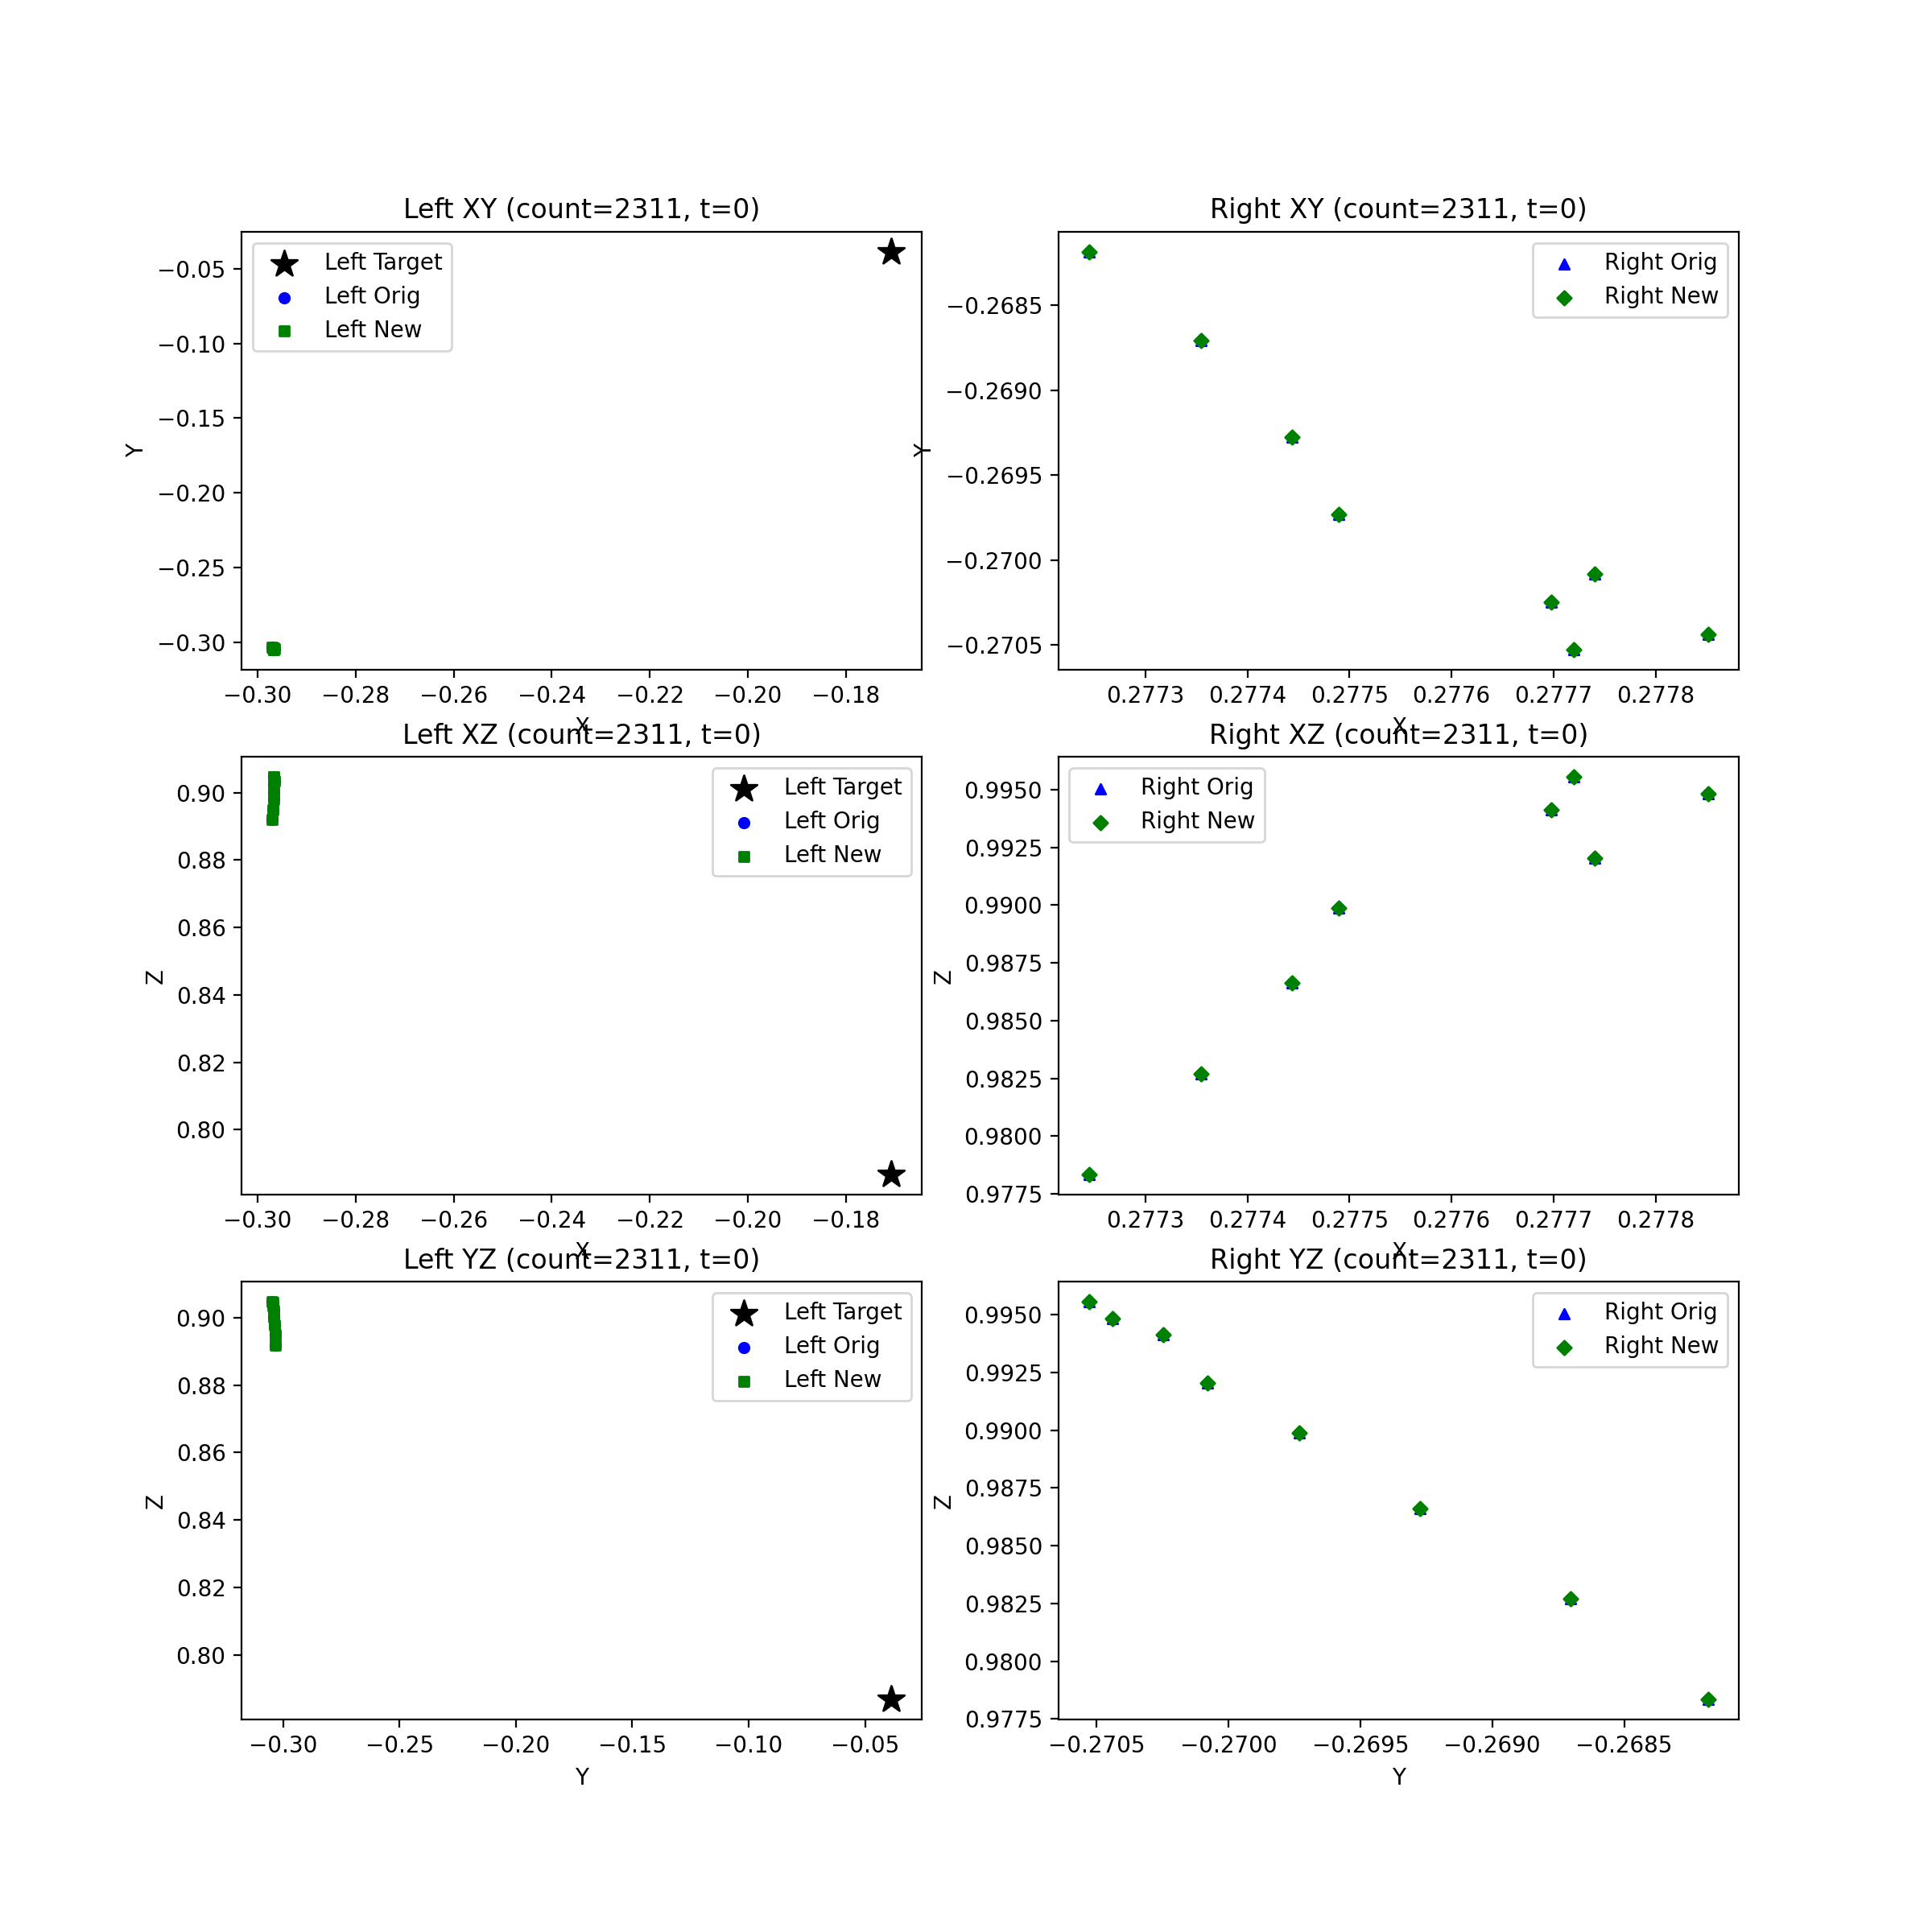 Left XY (count=2311, t=0)
Left Target
Left Orig
Left New
−0.05
−0.10
−0.15
−0.20
−0.25
−0.30
Y
−0.30 −0.28 −0.26 −0.24 −0.22 −0.20 −0.18
X
Right XY (count=2311, t=0)
Right Orig
Right New
−0.2685
−0.2690
−0.2695
−0.2700
−0.2705
Y
0.2773 0.2774 0.2775 0.2776 0.2777 0.2778
X
Left XZ (count=2311, t=0)
Left Target
Left Orig
Left New
0.90
0.88
0.86
0.84
0.82
0.80
Z
−0.30 −0.28 −0.26 −0.24 −0.22 −0.20 −0.18
X
Right XZ (count=2311, t=0)
Right Orig
Right New
0.9950
0.9925
0.9900
0.9875
0.9850
0.9825
0.9800
0.9775
Z
0.2773 0.2774 0.2775 0.2776 0.2777 0.2778
X
Left YZ (count=2311, t=0)
Left Target
Left Orig
Left New
0.90
0.88
0.86
0.84
0.82
0.80
Z
−0.30 −0.25 −0.20 −0.15 −0.10 −0.05
Y
Right YZ (count=2311, t=0)
Right Orig
Right New
0.9950
0.9925
0.9900
0.9875
0.9850
0.9825
0.9800
0.9775
Z
−0.2705 −0.2700 −0.2695 −0.2690 −0.2685
Y